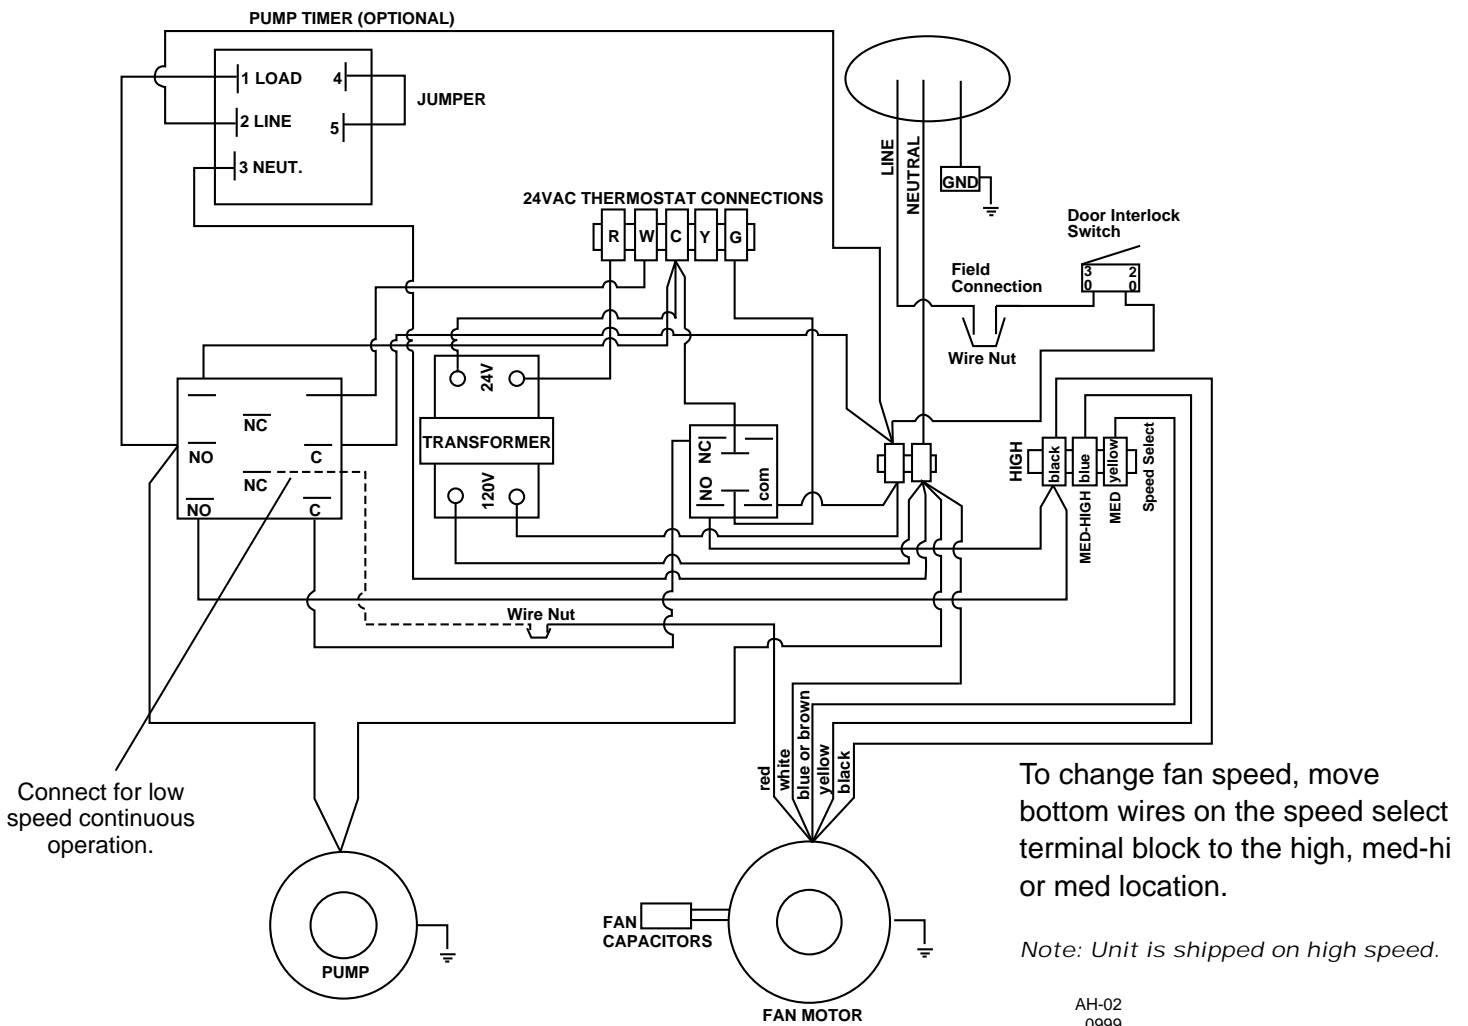 PUMP TIMER (OPTIONAL)
1 LOAD
4
JUMPER
2 LINE
5
3 NEUT.
LINE
NEUTRAL
GND
24VAC THERMOSTAT CONNECTIONS
R
W
C
Y
G
Door Interlock
Switch
3
0
2
0
Field
Connection
Wire Nut
NC
NO
C
NC
NO
C
24V
TRANSFORMER
120V
NC
NO
com
HIGH
black
blue
yellow
MED-HIGH
MED
Speed Select
Wire Nut
Connect for low
speed continuous
operation.
red
white
blue or brown
yellow
black
PUMP
FAN
CAPACITORS
FAN MOTOR
To change fan speed, move
bottom wires on the speed select
terminal block to the high, med-hi
or med location.
Note: Unit is shipped on high speed.
AH-02
0999